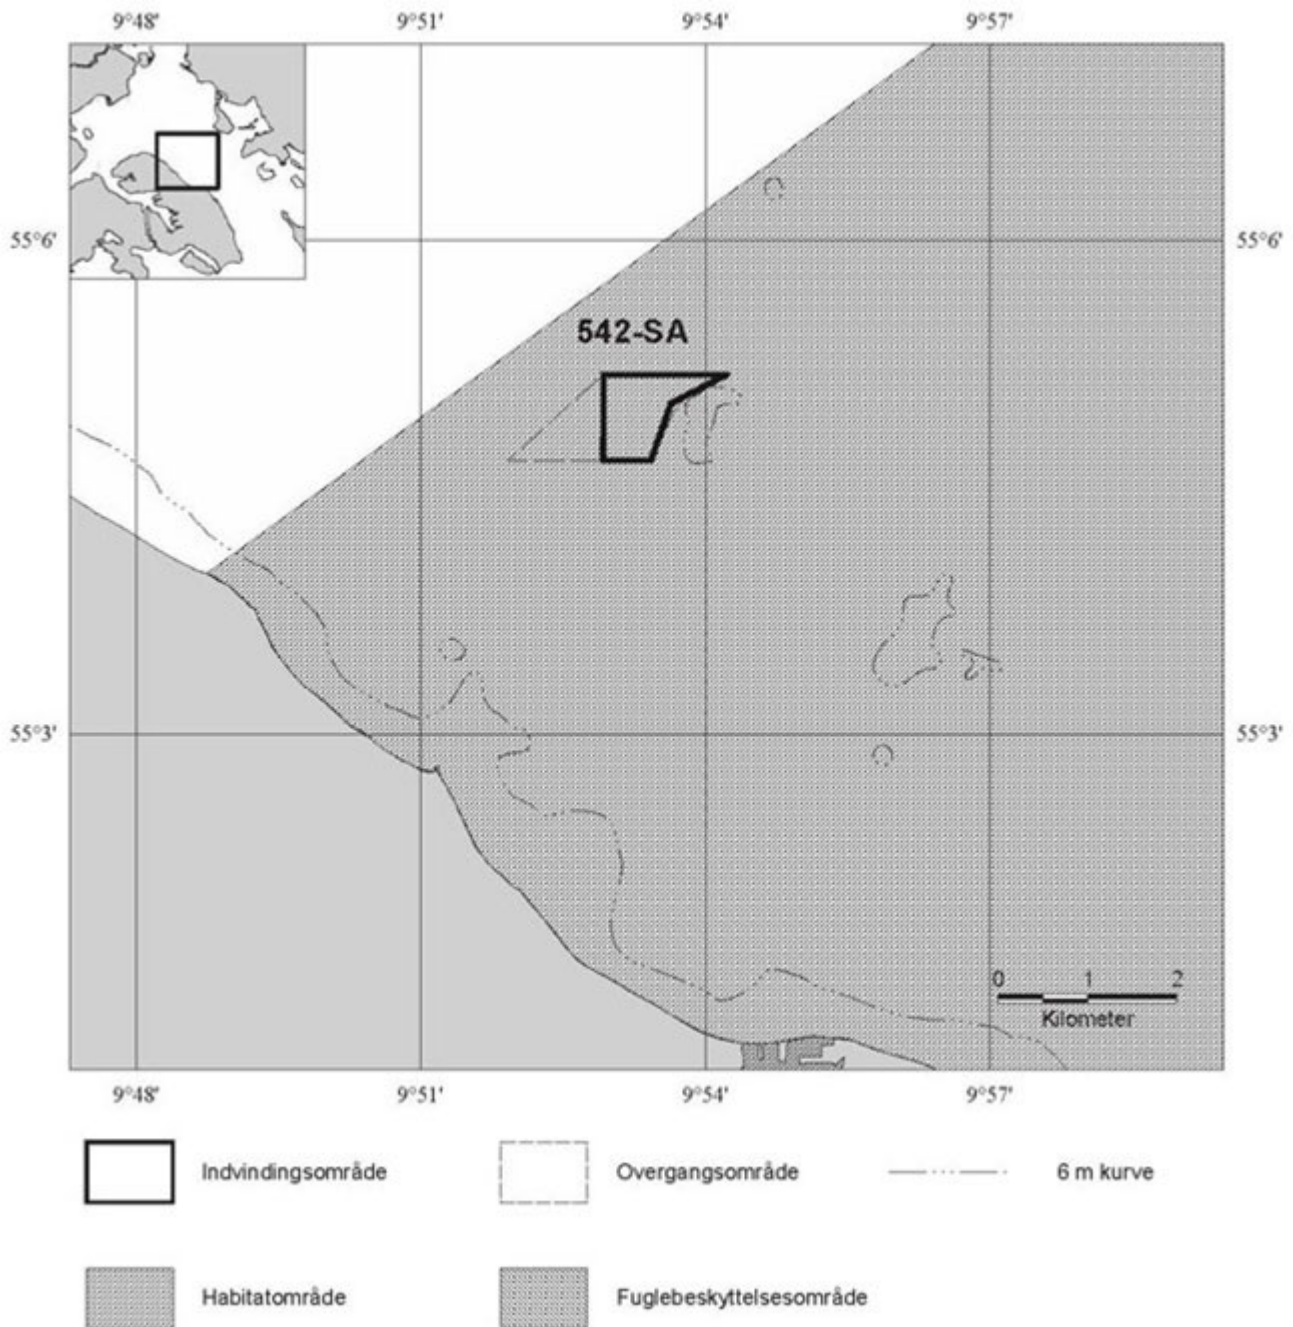 9°48' 9°51' 9°54' 9°57'
55°6' 55°6'
542-SA
55°3' 55°3'
0 1 2
Kilometer
9°48' 9°51' 9°54' 9°57'
Indvindingsområde Overgangsområde 6 m kurve
Habitatområde Fuglebeskyttelsesområde